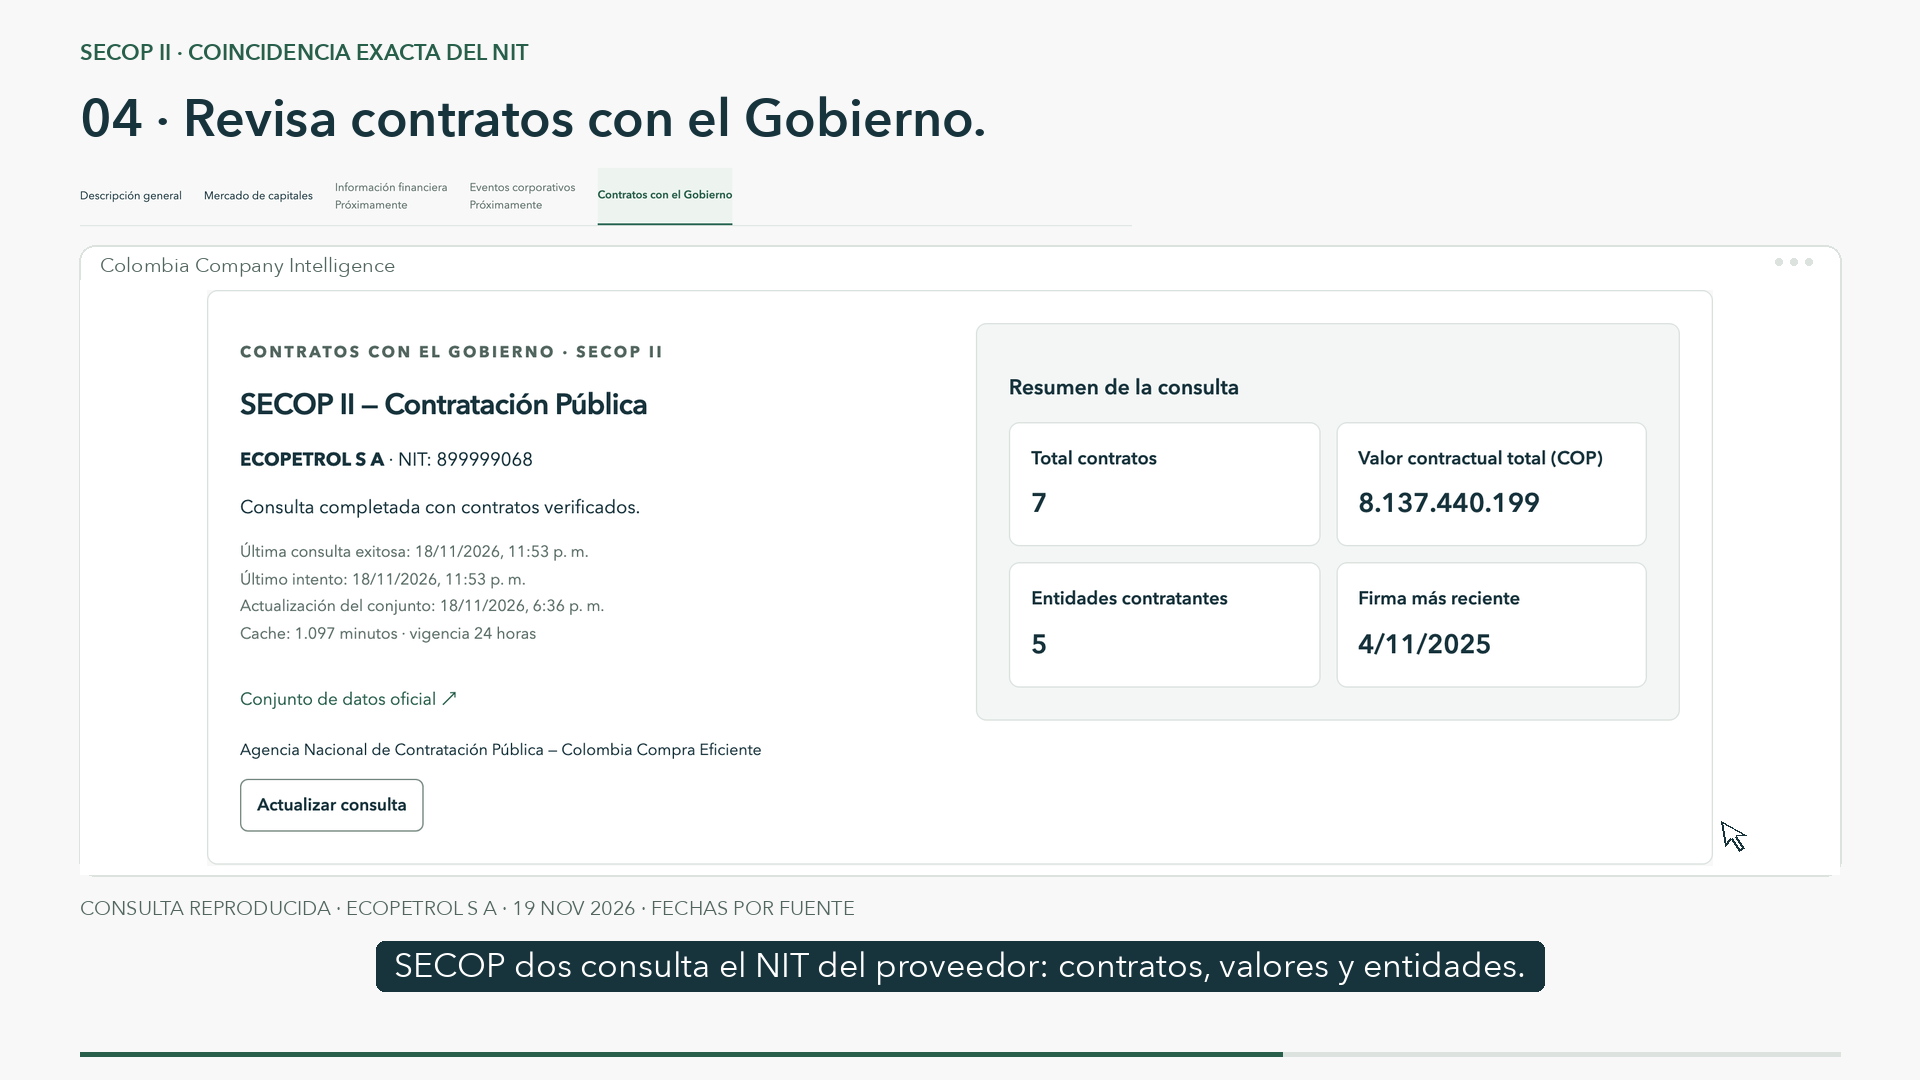 SECOP II · COINCIDENCIA EXACTA DEL NIT
04 · Revisa contratos con el Gobierno.
Descripción general
Mercado de capitales
Información financiera
Próximamente
Eventos corporativos
Próximamente
Contratos con el Gobierno
Colombia Company Intelligence
CONTRATOS CON EL GOBIERNO · SECOP II
SECOP II – Contratación Pública
ECOPETROL S A · NIT: 899999068
Consulta completada con contratos verificados.
Última consulta exitosa: 18/11/2026, 11:53 p. m.
Último intento: 18/11/2026, 11:53 p. m.
Actualización del conjunto: 18/11/2026, 6:36 p. m.
Cache: 1.097 minutos · vigencia 24 horas
Conjunto de datos oficial ↗
Agencia Nacional de Contratación Pública – Colombia Compra Eficiente
Actualizar consulta
Resumen de la consulta
Total contratos
7
Valor contractual total (COP)
8.137.440.199
Entidades contratantes
5
Firma más reciente
4/11/2025
CONSULTA REPRODUCIDA · ECOPETROL S A · 19 NOV 2026 · FECHAS POR FUENTE
SECOP dos consulta el NIT del proveedor: contratos, valores y entidades.